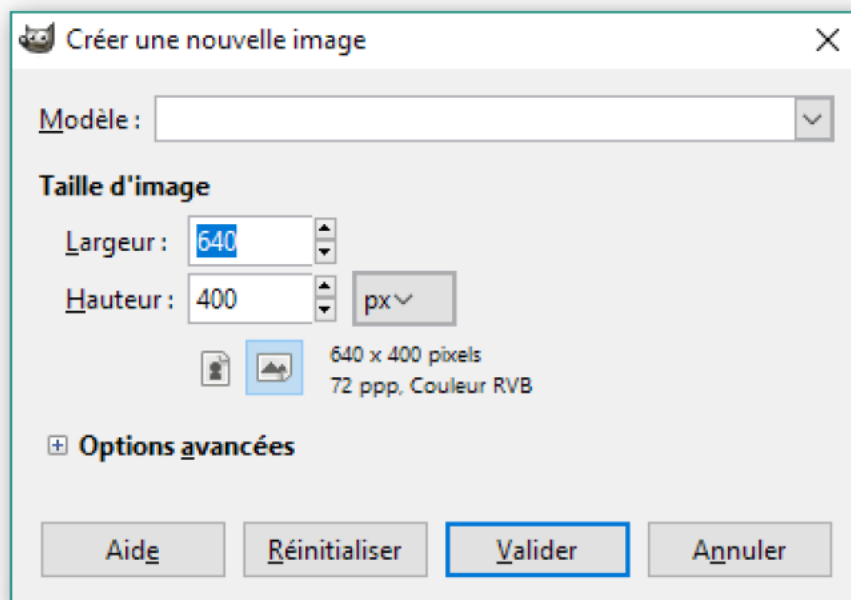 Créer une nouvelle image
Modèle :
Taille d'image
Largeur : 640
Hauteur : 400 px
640 x 400 pixels
72 ppp, Couleur RVB
Options avancées
Aide Réinitialiser Valider Annuler